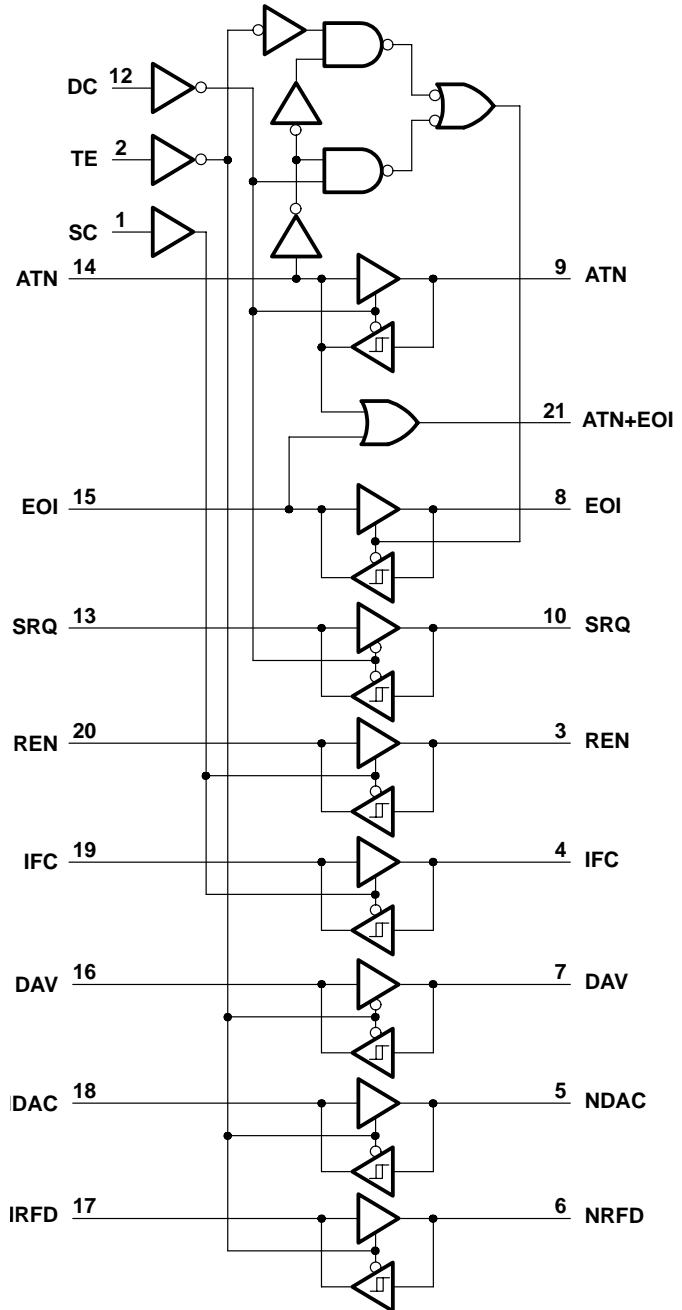 DC 12
TE 2
SC 1
ATN 14 9 ATN
21 ATN+EOI
EOI 15 8 EOI
SRQ 13 10 SRQ
REN 20 3 REN
IFC 19 4 IFC
DAV 16 7 DAV
DAC 18 5 NDAC
RFD 17 6 NRFD